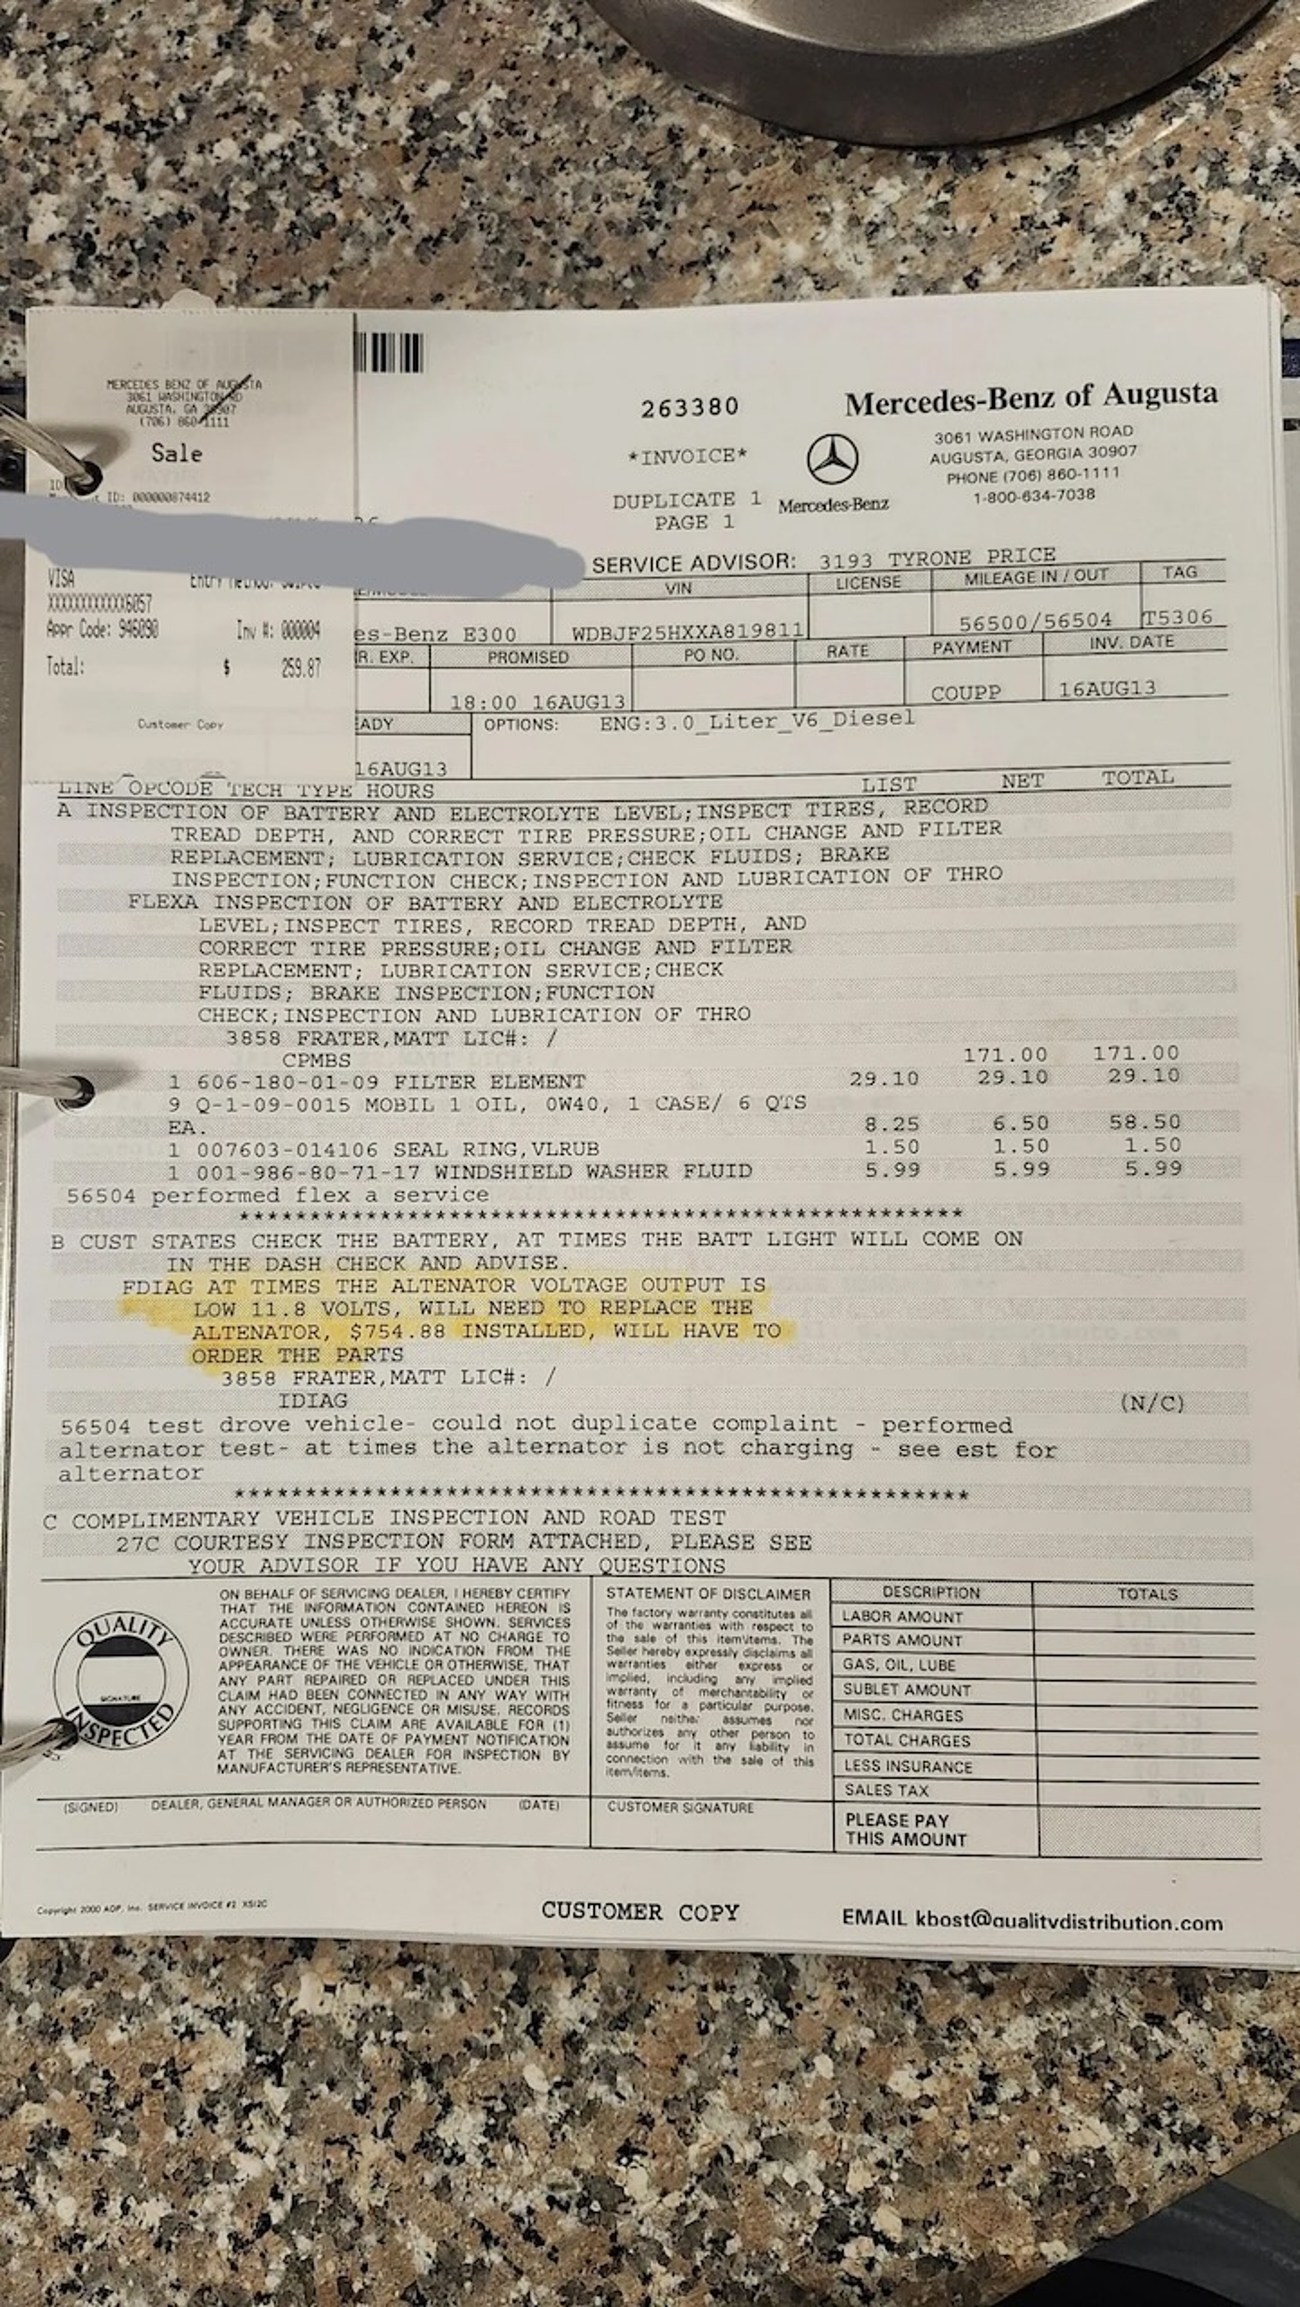 MERCEDES BENZ OF AUGUSTA
3061 WASHINGTON RD
AUGUSTA, GA 30907
(706) 860-1111
Sale
ID: 000000874412
VISA
XXXXXXXXXXXX6057
Appr Code: 946090 Inv #: 000004
Total: $ 259.87
Customer Copy
263380
*INVOICE*
DUPLICATE 1
PAGE 1
Mercedes-Benz
Mercedes-Benz of Augusta
3061 WASHINGTON ROAD
AUGUSTA, GEORGIA 30907
PHONE (706) 860-1111
1-800-634-7038
SERVICE ADVISOR: 3193 TYRONE PRICE
VIN LICENSE MILEAGE IN / OUT TAG
es-Benz E300 WDBJF25HXXA819811 56500/56504 T5306
R. EXP. PROMISED PO NO. RATE PAYMENT INV. DATE
18:00 16AUG13 COUPP 16AUG13
EADY OPTIONS: ENG:3.0_Liter_V6_Diesel
16AUG13
LINE OPCODE TECH TYPE HOURS LIST NET TOTAL
A INSPECTION OF BATTERY AND ELECTROLYTE LEVEL;INSPECT TIRES, RECORD
TREAD DEPTH, AND CORRECT TIRE PRESSURE;OIL CHANGE AND FILTER
REPLACEMENT; LUBRICATION SERVICE;CHECK FLUIDS; BRAKE
INSPECTION;FUNCTION CHECK;INSPECTION AND LUBRICATION OF THRO
FLEXA INSPECTION OF BATTERY AND ELECTROLYTE
LEVEL;INSPECT TIRES, RECORD TREAD DEPTH, AND
CORRECT TIRE PRESSURE;OIL CHANGE AND FILTER
REPLACEMENT; LUBRICATION SERVICE;CHECK
FLUIDS; BRAKE INSPECTION;FUNCTION
CHECK;INSPECTION AND LUBRICATION OF THRO
3858 FRATER,MATT LIC#: /
CPMBS 171.00 171.00
1 606-180-01-09 FILTER ELEMENT 29.10 29.10 29.10
9 Q-1-09-0015 MOBIL 1 OIL, 0W40, 1 CASE/ 6 QTS
EA. 8.25 6.50 58.50
1 007603-014106 SEAL RING,VLRUB 1.50 1.50 1.50
1 001-986-80-71-17 WINDSHIELD WASHER FLUID 5.99 5.99 5.99
56504 performed flex a service
****************************************************
B CUST STATES CHECK THE BATTERY, AT TIMES THE BATT LIGHT WILL COME ON
IN THE DASH CHECK AND ADVISE.
FDIAG AT TIMES THE ALTENATOR VOLTAGE OUTPUT IS
LOW 11.8 VOLTS, WILL NEED TO REPLACE THE
ALTENATOR, $754.88 INSTALLED, WILL HAVE TO
ORDER THE PARTS
3858 FRATER,MATT LIC#: /
IDIAG (N/C)
56504 test drove vehicle- could not duplicate complaint - performed
alternator test- at times the alternator is not charging - see est for
alternator
****************************************************
C COMPLIMENTARY VEHICLE INSPECTION AND ROAD TEST
27C COURTESY INSPECTION FORM ATTACHED, PLEASE SEE
YOUR ADVISOR IF YOU HAVE ANY QUESTIONS
QUALITY
SIGNATURE
INSPECTED
ON BEHALF OF SERVICING DEALER, I HEREBY CERTIFY
THAT THE INFORMATION CONTAINED HEREON IS
ACCURATE UNLESS OTHERWISE SHOWN. SERVICES
DESCRIBED WERE PERFORMED AT NO CHARGE TO
OWNER. THERE WAS NO INDICATION FROM THE
APPEARANCE OF THE VEHICLE OR OTHERWISE, THAT
ANY PART REPAIRED OR REPLACED UNDER THIS
CLAIM HAD BEEN CONNECTED IN ANY WAY WITH
ANY ACCIDENT, NEGLIGENCE OR MISUSE. RECORDS
SUPPORTING THIS CLAIM ARE AVAILABLE FOR (1)
YEAR FROM THE DATE OF PAYMENT NOTIFICATION
AT THE SERVICING DEALER FOR INSPECTION BY
MANUFACTURER'S REPRESENTATIVE.
(SIGNED) DEALER, GENERAL MANAGER OR AUTHORIZED PERSON (DATE)
STATEMENT OF DISCLAIMER
The factory warranty constitutes all
of the warranties with respect to
the sale of this item/items. The
Seller hereby expressly disclaims all
warranties either express or
implied, including any implied
warranty of merchantability or
fitness for a particular purpose.
Seller neither assumes nor
authorizes any other person to
assume for it any liability in
connection with the sale of this
item/items.
CUSTOMER SIGNATURE
DESCRIPTION TOTALS
LABOR AMOUNT
PARTS AMOUNT
GAS, OIL, LUBE
SUBLET AMOUNT
MISC. CHARGES
TOTAL CHARGES
LESS INSURANCE
SALES TAX
PLEASE PAY
THIS AMOUNT
Copyright 2000 ADP, Inc. SERVICE INVOICE #2 XSI2C
CUSTOMER COPY
EMAIL kbost@qualitydistribution.com